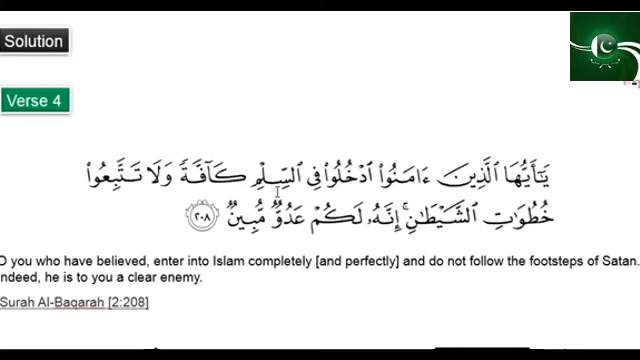 Solution
Verse 4
يَـٰٓأَيُّهَا ٱلَّذِينَ ءَامَنُوا۟ ٱدْخُلُوا۟ فِى ٱلسِّلْمِ كَآفَّةً وَلَا تَتَّبِعُوا۟
خُطُوَٰتِ ٱلشَّيْطَـٰنِ ۚ إِنَّهُۥ لَكُمْ عَدُوٌّ مُّبِينٌ ٢٠٨
O you who have believed, enter into Islam completely [and perfectly] and do not follow the footsteps of Satan.
Indeed, he is to you a clear enemy.
Surah Al-Baqarah [2:208]